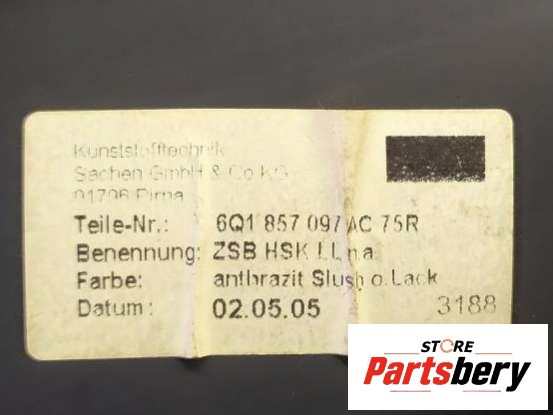 Kunststofftechnik
Sachen GmbH & Co KG
01796 Pirna
Teile-Nr.: 6Q1 857 097 AC 75R
Benennung: ZSB HSK LL
Farbe: anthrazit Slush o. Lack
Datum: 02.05.05 3188
STORE
Partsbery